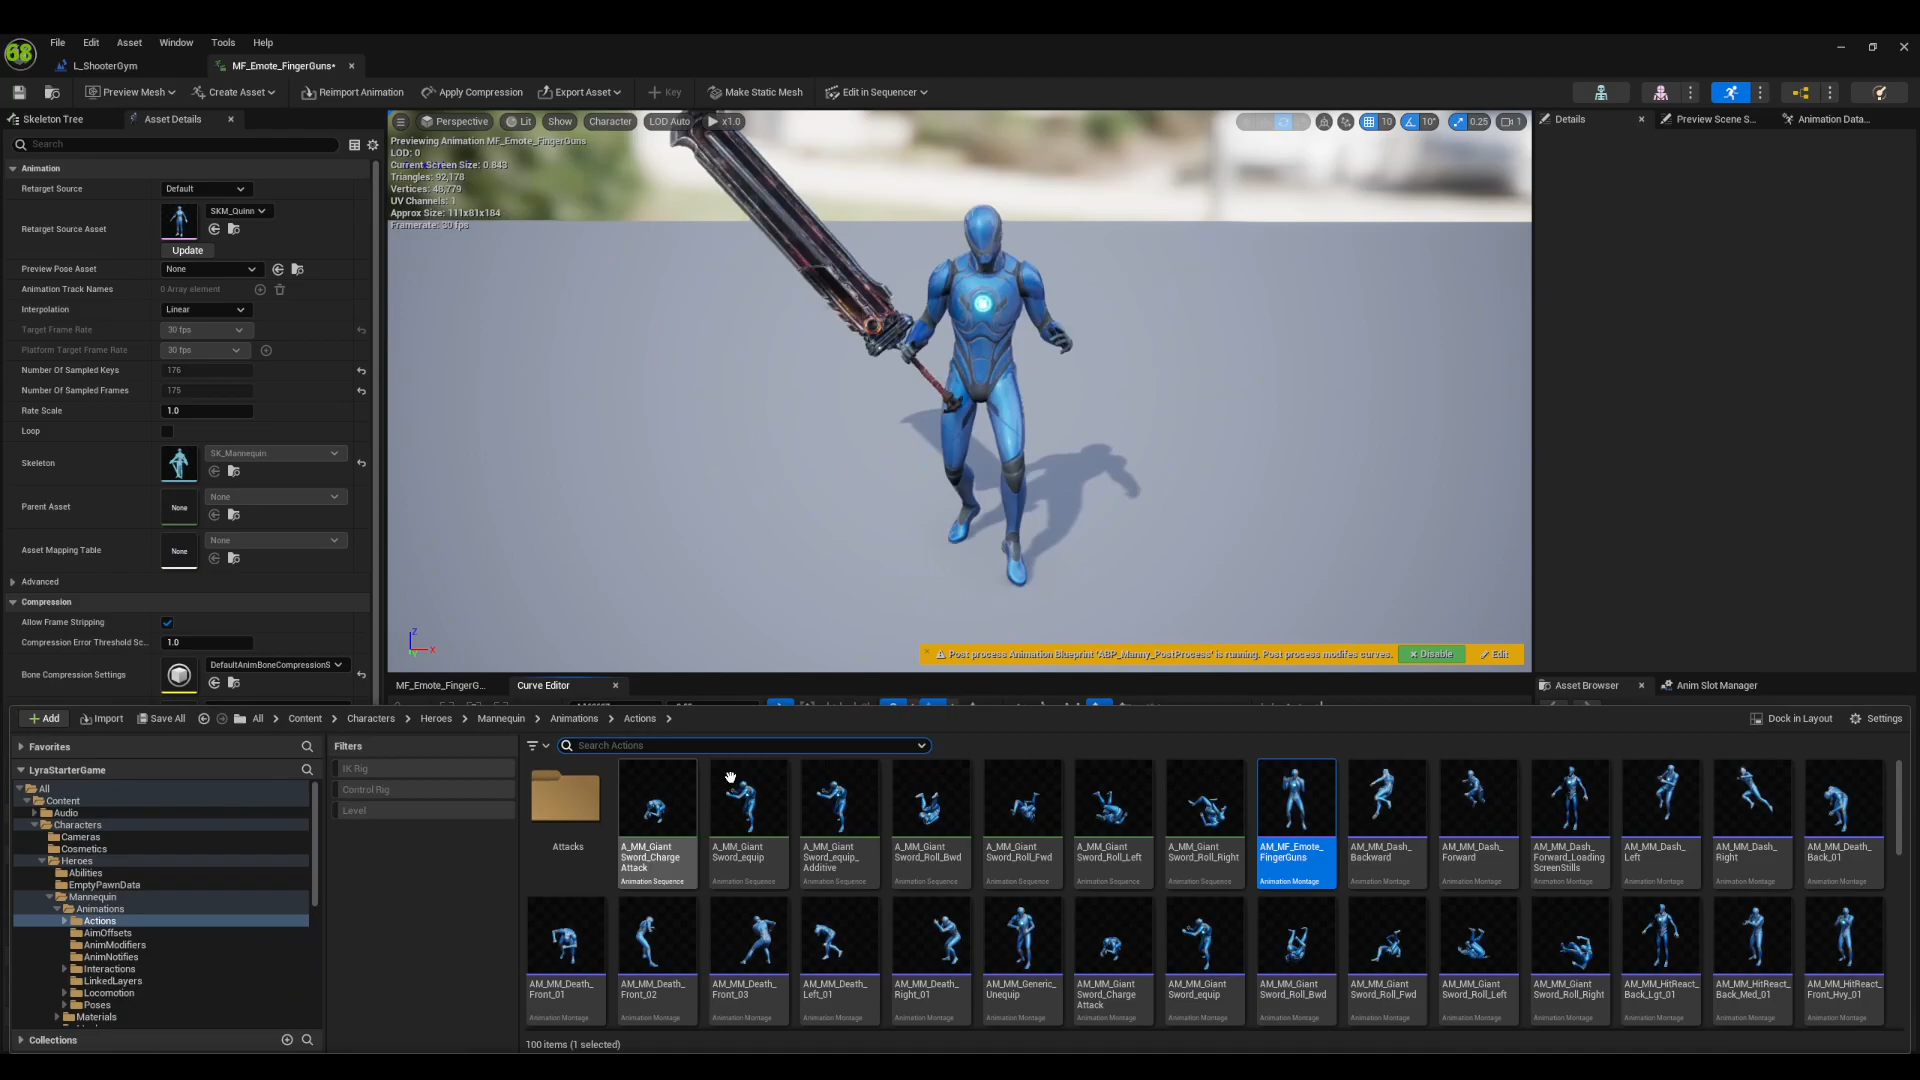 File Edit Asset Window Tools Help
L_ShooterGym MF_Emote_FingerGuns*
Preview Mesh Create Asset Reimport Animation Apply Compression Export Asset Key Make Static Mesh Edit in Sequencer
Skeleton Tree Asset Details
Search
Animation
Retarget Source Default
Retarget Source Asset SKM_Quinn
Update
Preview Pose Asset None
Animation Track Names 0 Array element
Interpolation Linear
Target Frame Rate 30 fps
Platform Target Frame Rate 30 fps
Number Of Sampled Keys 176
Number Of Sampled Frames 175
Rate Scale 1.0
Loop
Skeleton SK_Mannequin
Parent Asset None None
Asset Mapping Table None None
Advanced
Compression
Allow Frame Stripping
Compression Error Threshold Sc... 1.0
Bone Compression Settings DefaultAnimBoneCompressionS
Perspective Lit Show Character LOD Auto x1.0 10 10° 0.25 1
Previewing Animation MF_Emote_FingerGuns
LOD: 0
Current Screen Size: 0.843
Triangles: 92,178
Vertices: 48,779
UV Channels: 1
Approx Size: 111x81x184
Framerate: 30 fps
Z
X
Post process Animation Blueprint 'ABP_Manny_PostProcess' is running. Post process modifes curves. Disable Edit
Details Preview Scene S... Animation Data...
MF_Emote_FingerG... Curve Editor
Asset Browser Anim Slot Manager
Add Import Save All All Content Characters Heroes Mannequin Animations Actions Dock in Layout Settings
Favorites
LyraStarterGame
All
Content
Audio
Characters
Cameras
Cosmetics
Heroes
Abilities
EmptyPawnData
Mannequin
Animations
Actions
AimOffsets
AnimModifiers
AnimNotifies
Interactions
LinkedLayers
Locomotion
Poses
Materials
Collections
Filters
IK Rig
Control Rig
Level
Search Actions
Attacks
A_MM_Giant
Sword_Charge
Attack
Animation Sequence
A_MM_Giant
Sword_equip
Animation Sequence
A_MM_Giant
Sword_equip_
Additive
Animation Sequence
A_MM_Giant
Sword_Roll_Bwd
Animation Sequence
A_MM_Giant
Sword_Roll_Fwd
Animation Sequence
A_MM_Giant
Sword_Roll_Left
Animation Sequence
A_MM_Giant
Sword_Roll_Right
Animation Sequence
AM_MF_Emote_
FingerGuns
Animation Montage
AM_MM_Dash_
Backward
Animation Montage
AM_MM_Dash_
Forward
Animation Montage
AM_MM_Dash_
Forward_Loading
ScreenStills
Animation Montage
AM_MM_Dash_
Left
Animation Montage
AM_MM_Dash_
Right
Animation Montage
AM_MM_Death_
Back_01
Animation Montage
AM_MM_Death_
Front_01
Animation Montage
AM_MM_Death_
Front_02
Animation Montage
AM_MM_Death_
Front_03
Animation Montage
AM_MM_Death_
Left_01
Animation Montage
AM_MM_Death_
Right_01
Animation Montage
AM_MM_Generic_
Unequip
Animation Montage
AM_MM_Giant
Sword_Charge
Attack
Animation Montage
AM_MM_Giant
Sword_equip
Animation Montage
AM_MM_Giant
Sword_Roll_Bwd
Animation Montage
AM_MM_Giant
Sword_Roll_Fwd
Animation Montage
AM_MM_Giant
Sword_Roll_Left
Animation Montage
AM_MM_Giant
Sword_Roll_Right
Animation Montage
AM_MM_HitReact_
Back_Lgt_01
Animation Montage
AM_MM_HitReact_
Back_Med_01
Animation Montage
AM_MM_HitReact_
Front_Hvy_01
Animation Montage
100 items (1 selected)